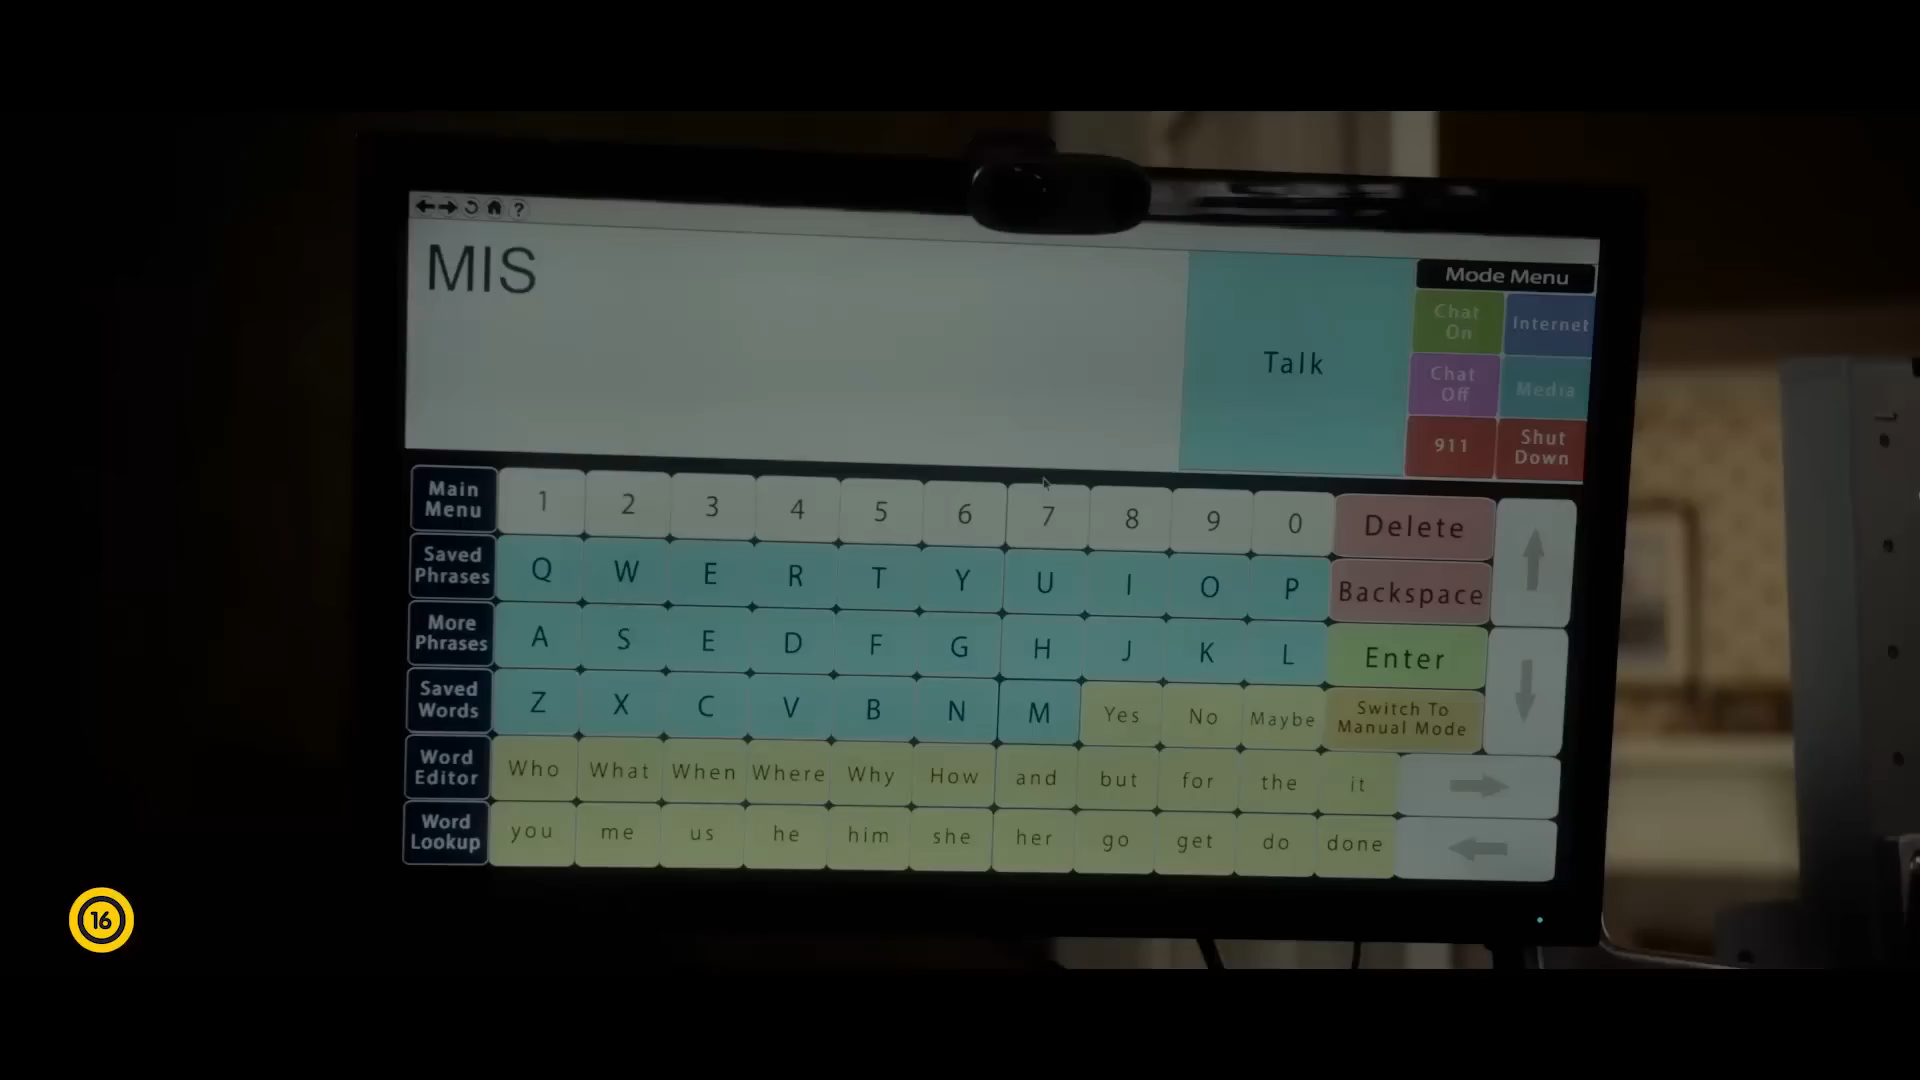 MIS
Talk
Mode Menu
Chat On
Internet
Chat Off
Media
911
Shut Down
Main Menu
1 2 3 4 5 6 7 8 9 0
Delete
Saved Phrases
Q W E R T Y U I O P
Backspace
More Phrases
A S E D F G H J K L
Enter
Saved Words
Z X C V B N M Yes No Maybe
Switch To Manual Mode
Word Editor
Who What When Where Why How and but for the it
Word Lookup
you me us he him she her go get do done
16